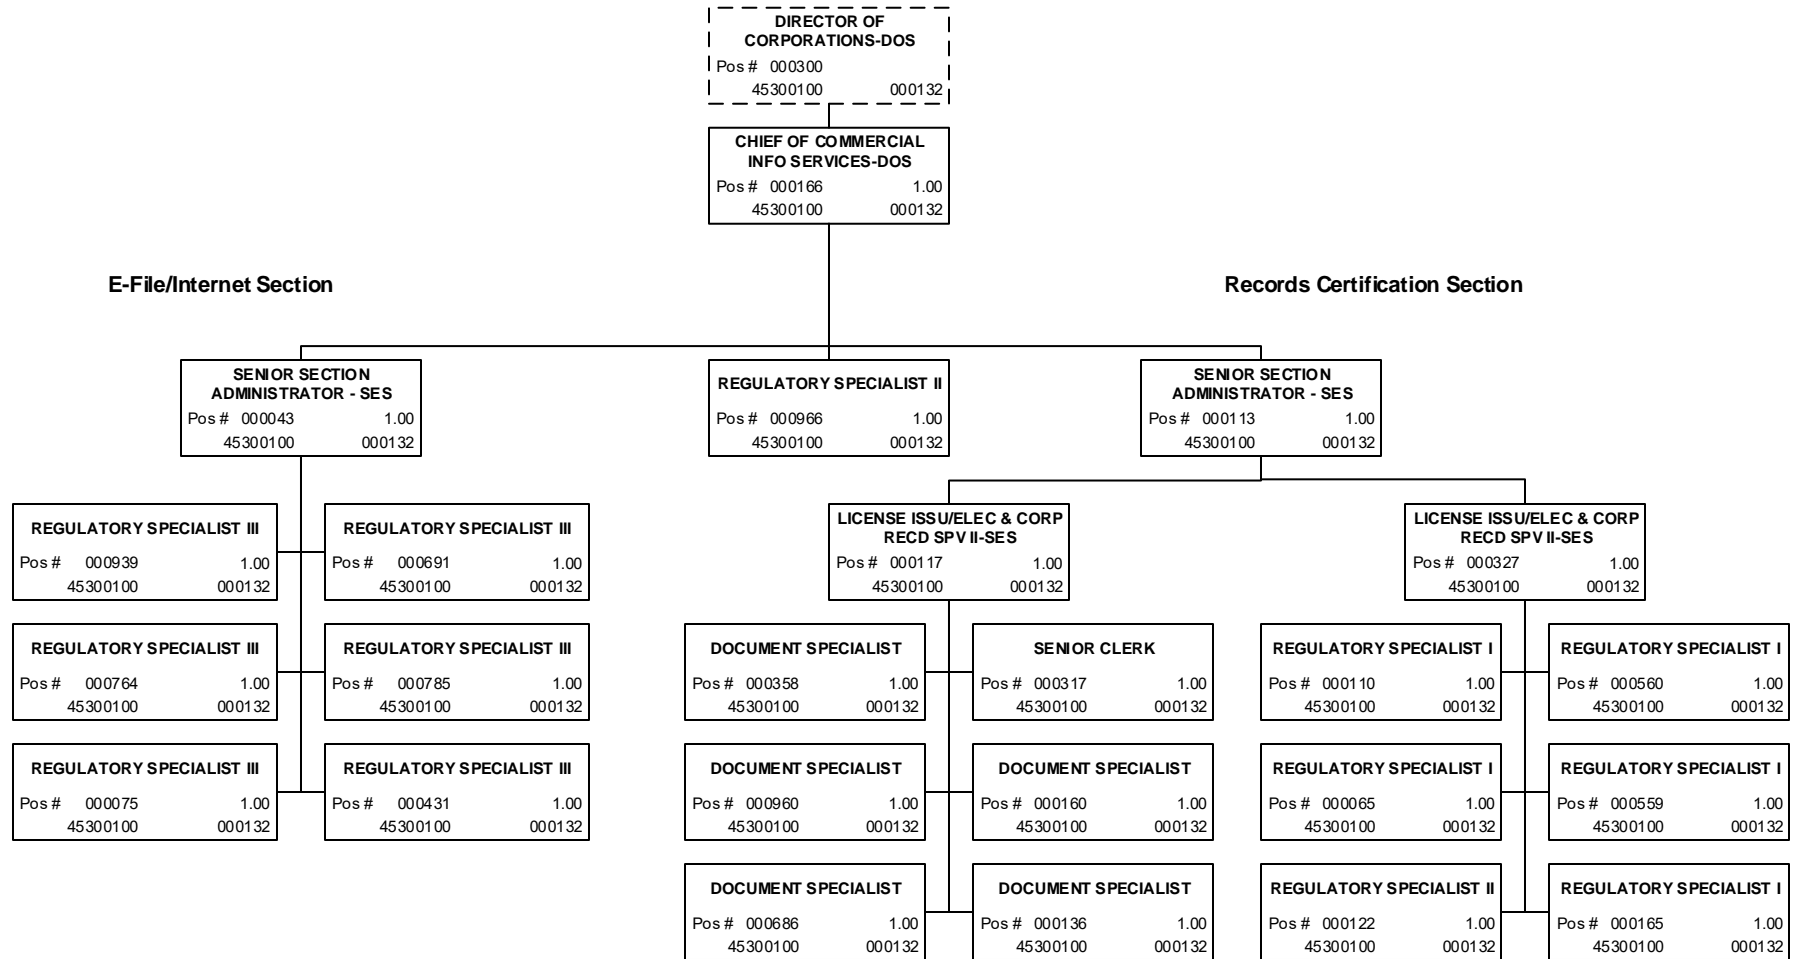 DIRECTOR OF
CORPORATIONS-DOS
Pos # 000300
45300100 000132
CHIEF OF COMMERCIAL
INFO SERVICES-DOS
Pos # 000166 1.00
45300100 000132
E-File/Internet Section
Records Certification Section
SENIOR SECTION
ADMINISTRATOR - SES
Pos # 000043 1.00
45300100 000132
REGULATORY SPECIALIST II
Pos # 000966 1.00
45300100 000132
SENIOR SECTION
ADMINISTRATOR - SES
Pos # 000113 1.00
45300100 000132
REGULATORY SPECIALIST III
Pos # 000939 1.00
45300100 000132
REGULATORY SPECIALIST III
Pos # 000691 1.00
45300100 000132
LICENSE ISSU/ELEC & CORP
RECD SPV II-SES
Pos # 000117 1.00
45300100 000132
LICENSE ISSU/ELEC & CORP
RECD SPV II-SES
Pos # 000327 1.00
45300100 000132
REGULATORY SPECIALIST III
Pos # 000764 1.00
45300100 000132
REGULATORY SPECIALIST III
Pos # 000785 1.00
45300100 000132
DOCUMENT SPECIALIST
Pos # 000358 1.00
45300100 000132
SENIOR CLERK
Pos # 000317 1.00
45300100 000132
REGULATORY SPECIALIST I
Pos # 000110 1.00
45300100 000132
REGULATORY SPECIALIST I
Pos # 000560 1.00
45300100 000132
REGULATORY SPECIALIST III
Pos # 000075 1.00
45300100 000132
REGULATORY SPECIALIST III
Pos # 000431 1.00
45300100 000132
DOCUMENT SPECIALIST
Pos # 000960 1.00
45300100 000132
DOCUMENT SPECIALIST
Pos # 000160 1.00
45300100 000132
REGULATORY SPECIALIST I
Pos # 000065 1.00
45300100 000132
REGULATORY SPECIALIST I
Pos # 000559 1.00
45300100 000132
DOCUMENT SPECIALIST
Pos # 000686 1.00
45300100 000132
DOCUMENT SPECIALIST
Pos # 000136 1.00
45300100 000132
REGULATORY SPECIALIST II
Pos # 000122 1.00
45300100 000132
REGULATORY SPECIALIST I
Pos # 000165 1.00
45300100 000132